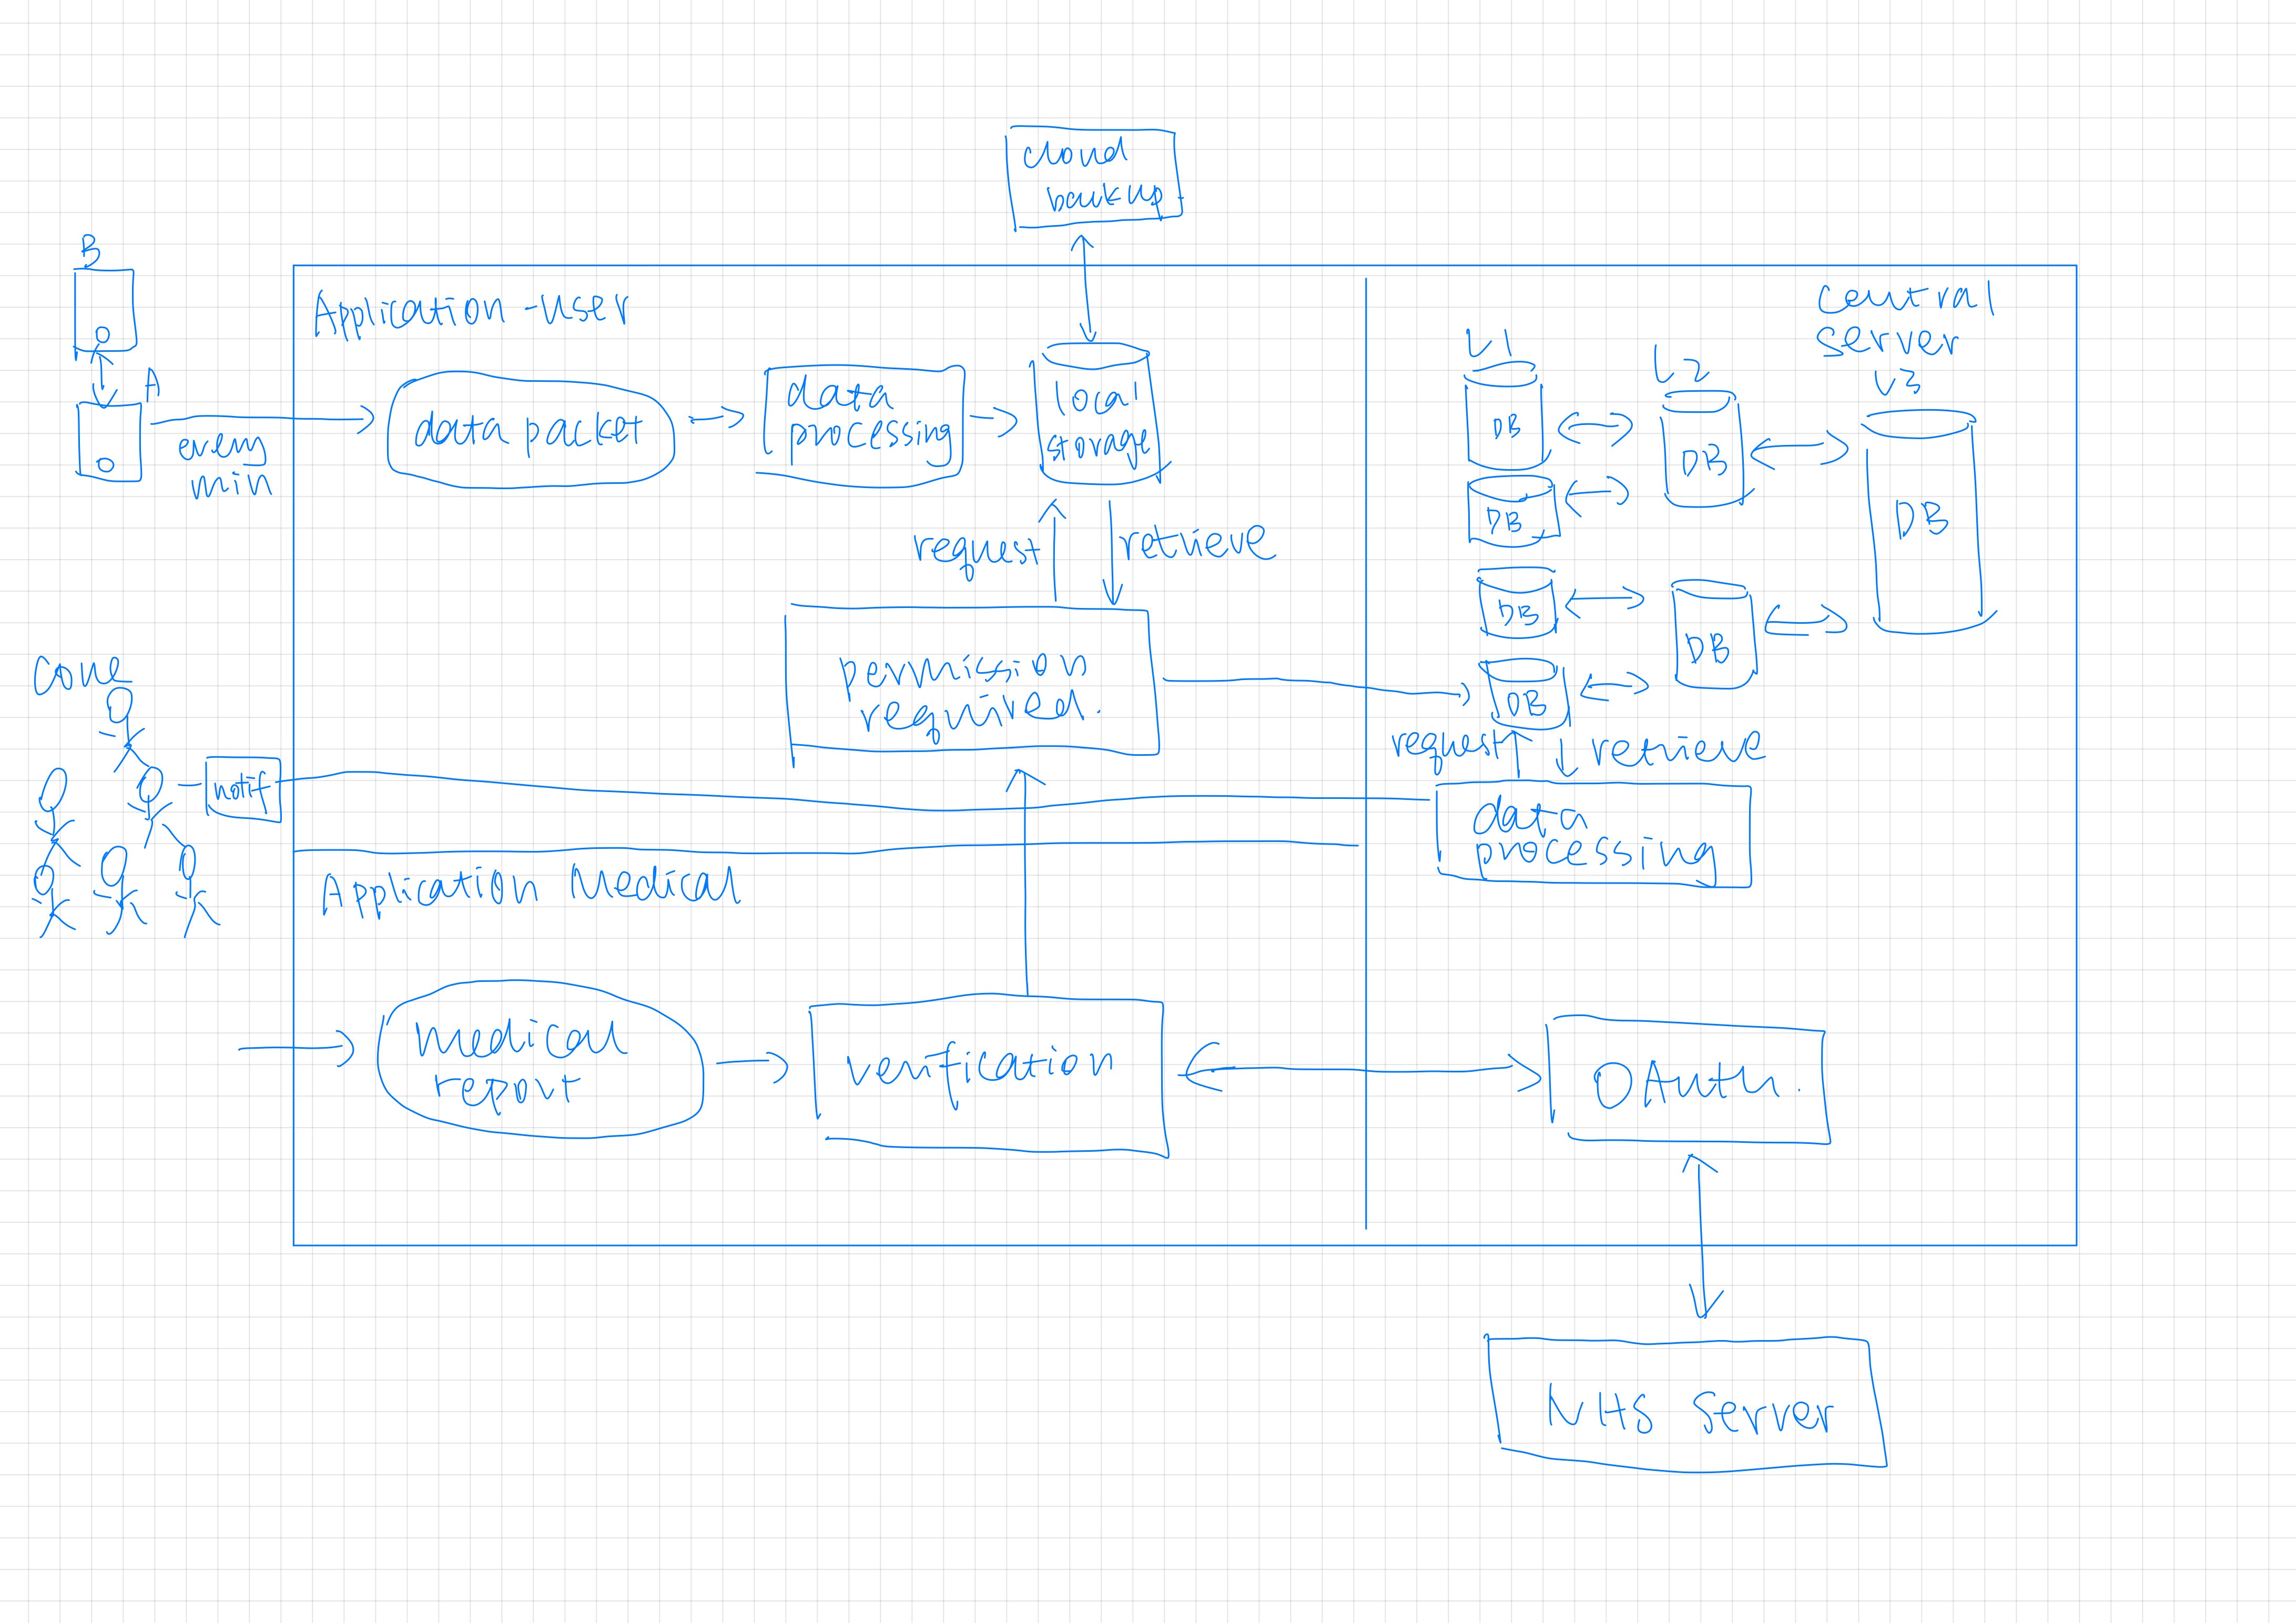 cloud
backup
B
A
every
min
Application - user
data packet
data
processing
local
storage
request
retrieve
permission
required.
central
server
L1
L2
L3
DB
DB
DB
DB
DB
DB
DB
request
retrieve
data
processing
notif
Application Medical
medical
report
verification
OAuth.
NHS Server